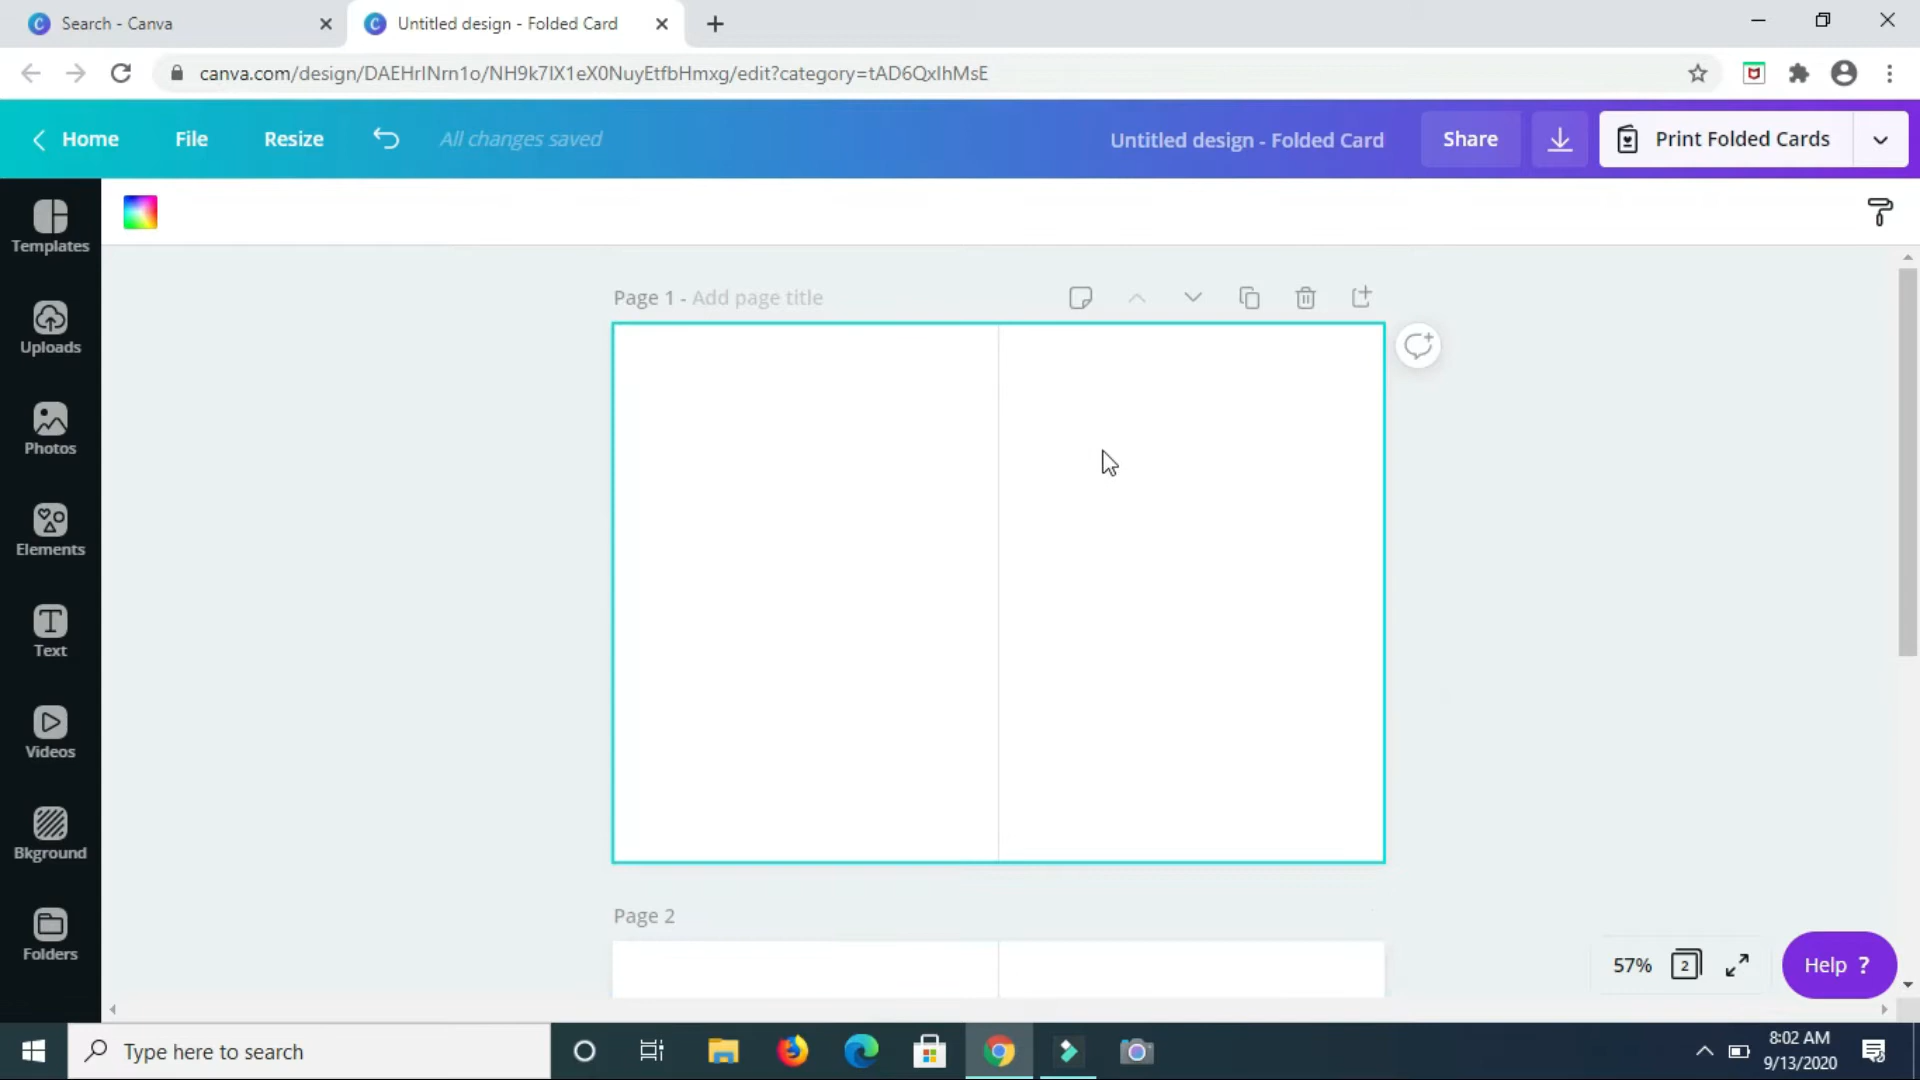 Search - Canva
Untitled design - Folded Card
canva.com/design/DAEHrINrn1o/NH9k7IX1eX0NuyEtfbHmxg/edit?category=tAD6QxIhMsE
Home
File
Resize
All changes saved
Untitled design - Folded Card
Share
Print Folded Cards
Templates
Uploads
Photos
Elements
Text
Videos
Bkground
Folders
Page 1 - Add page title
Page 2
57%
2
Help ?
Type here to search
8:02 AM
9/13/2020